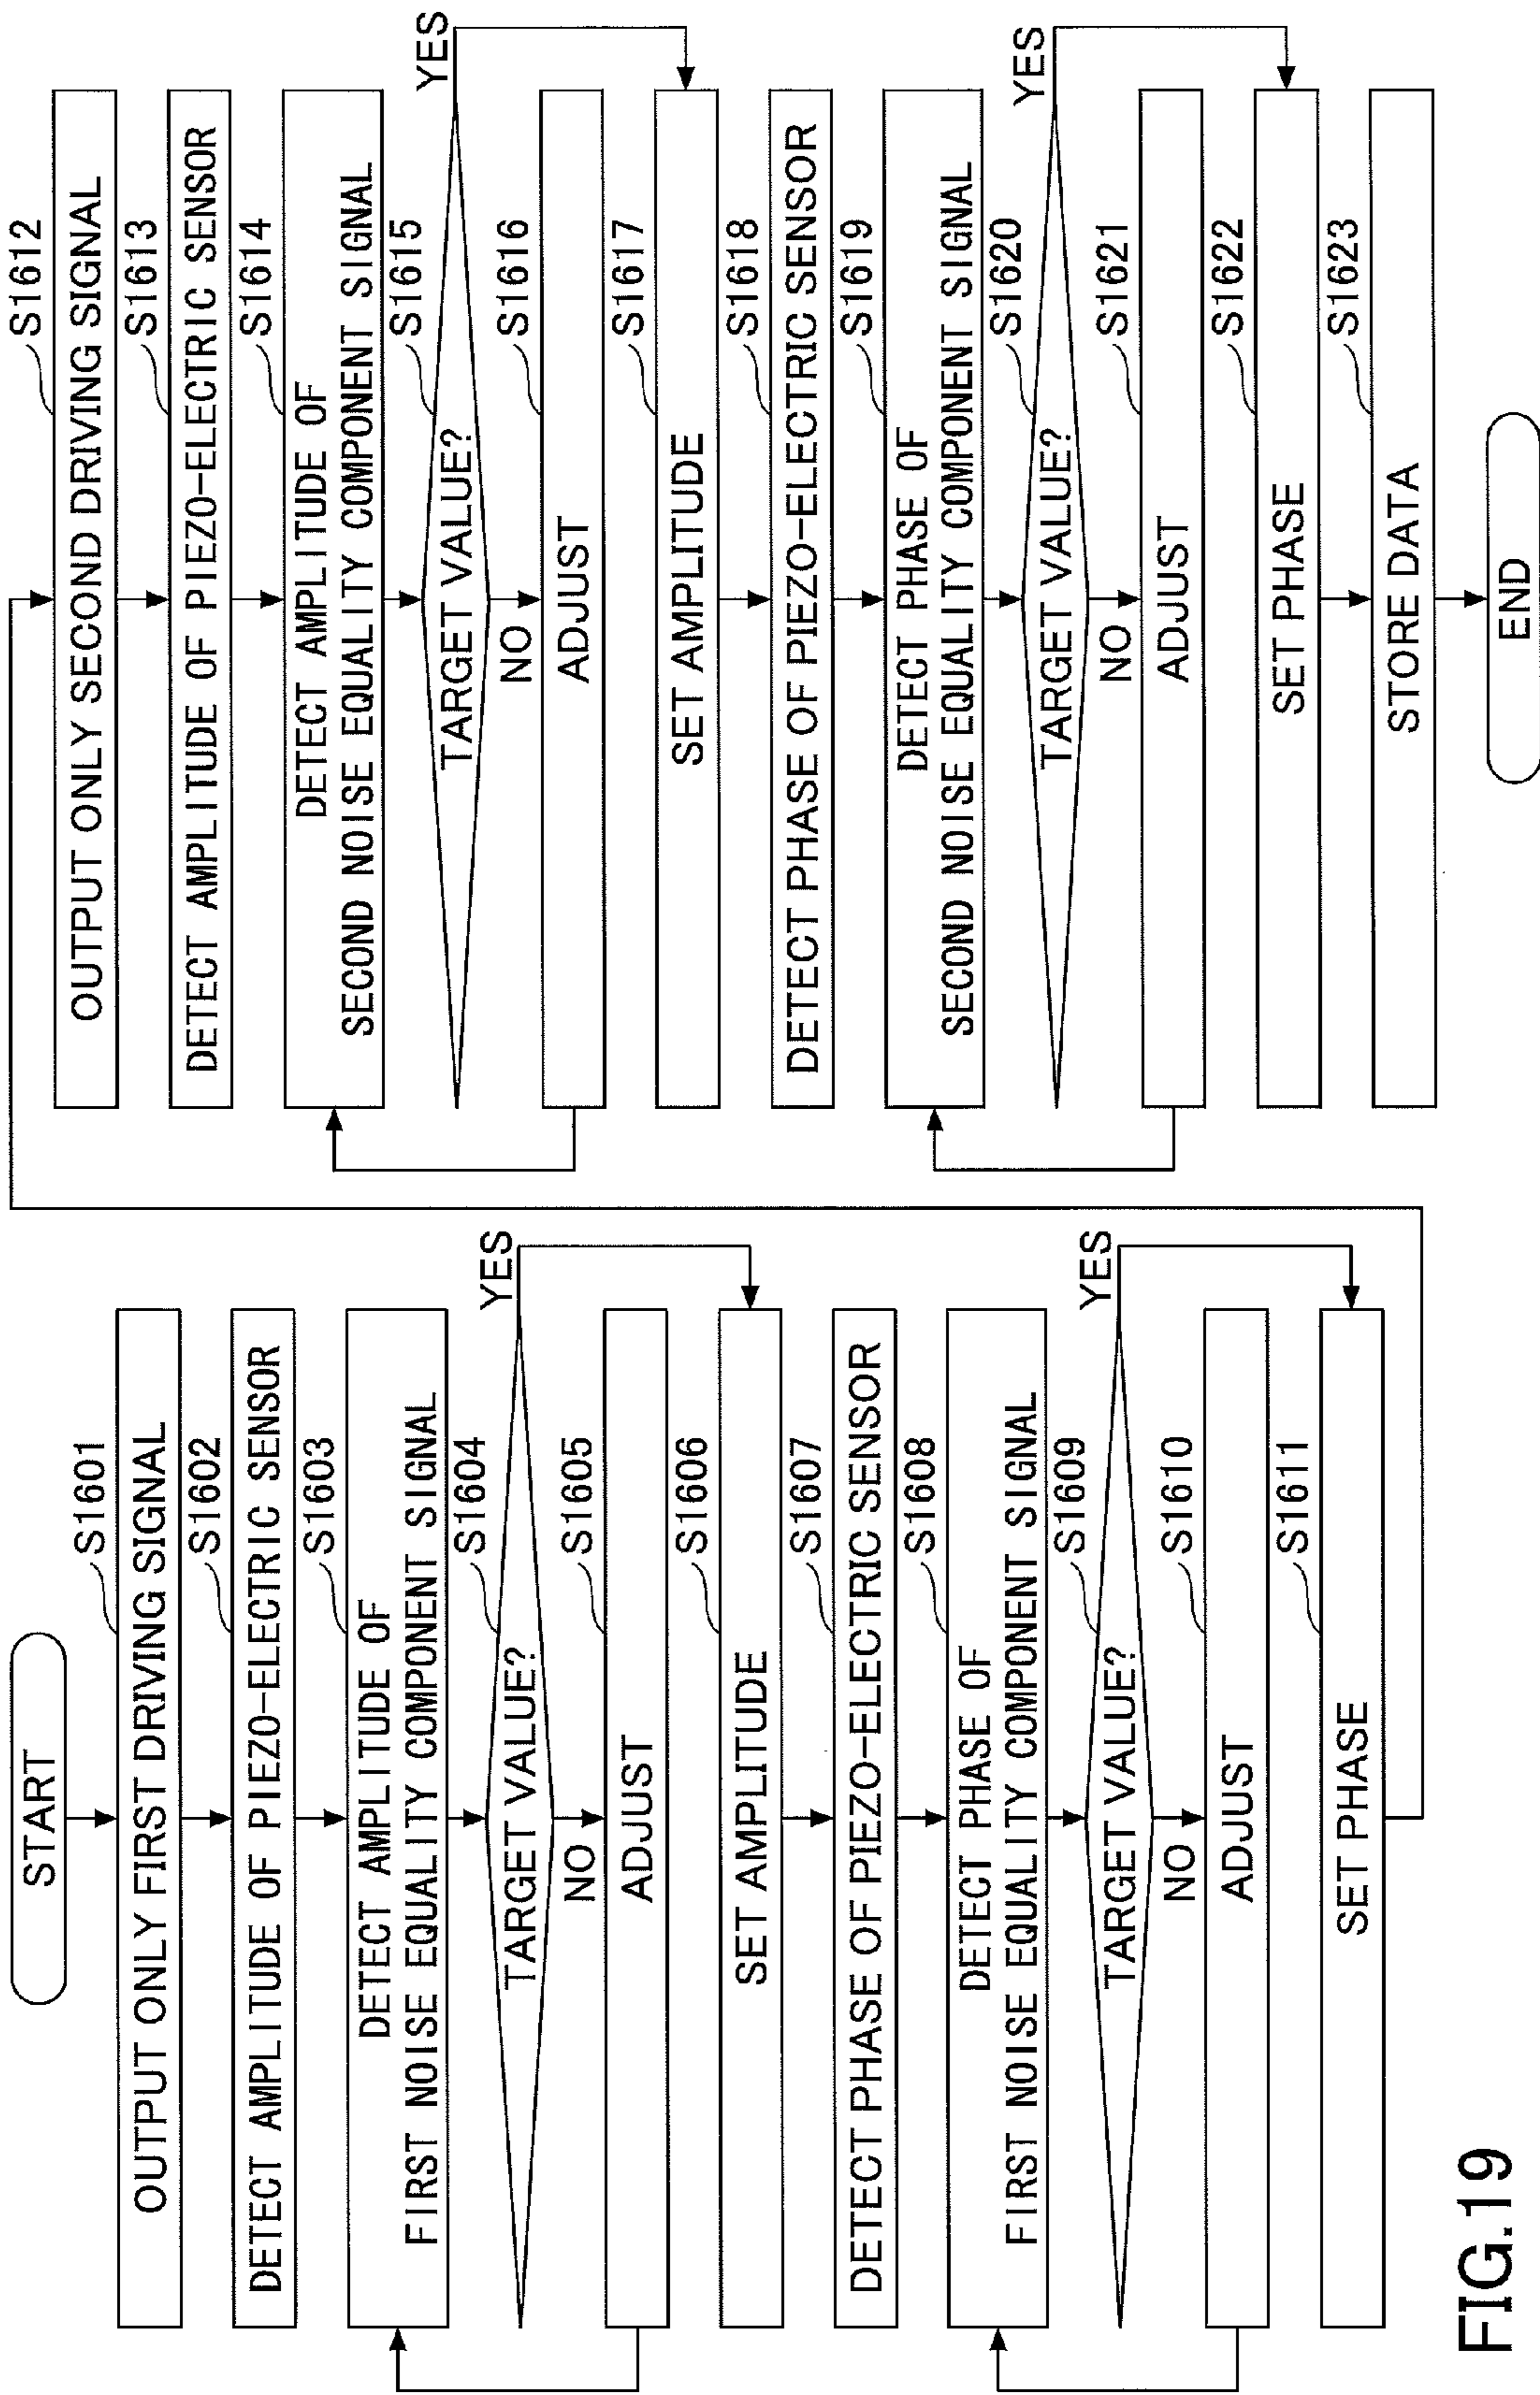 START
S1601
OUTPUT ONLY FIRST DRIVING SIGNAL
S1602
DETECT AMPLITUDE OF PIEZO-ELECTRIC SENSOR
S1603
DETECT AMPLITUDE OF
FIRST NOISE EQUALITY COMPONENT SIGNAL
S1604
TARGET VALUE?
YES
NO
S1605
ADJUST
S1606
SET AMPLITUDE
S1607
DETECT PHASE OF PIEZO-ELECTRIC SENSOR
S1608
DETECT PHASE OF
FIRST NOISE EQUALITY COMPONENT SIGNAL
S1609
TARGET VALUE?
YES
NO
S1610
ADJUST
S1611
SET PHASE
S1612
OUTPUT ONLY SECOND DRIVING SIGNAL
S1613
DETECT AMPLITUDE OF PIEZO-ELECTRIC SENSOR
S1614
DETECT AMPLITUDE OF
SECOND NOISE EQUALITY COMPONENT SIGNAL
S1615
TARGET VALUE?
YES
NO
S1616
ADJUST
S1617
SET AMPLITUDE
S1618
DETECT PHASE OF PIEZO-ELECTRIC SENSOR
S1619
DETECT PHASE OF
SECOND NOISE EQUALITY COMPONENT SIGNAL
S1620
TARGET VALUE?
YES
NO
S1621
ADJUST
S1622
SET PHASE
S1623
STORE DATA
END
FIG.19